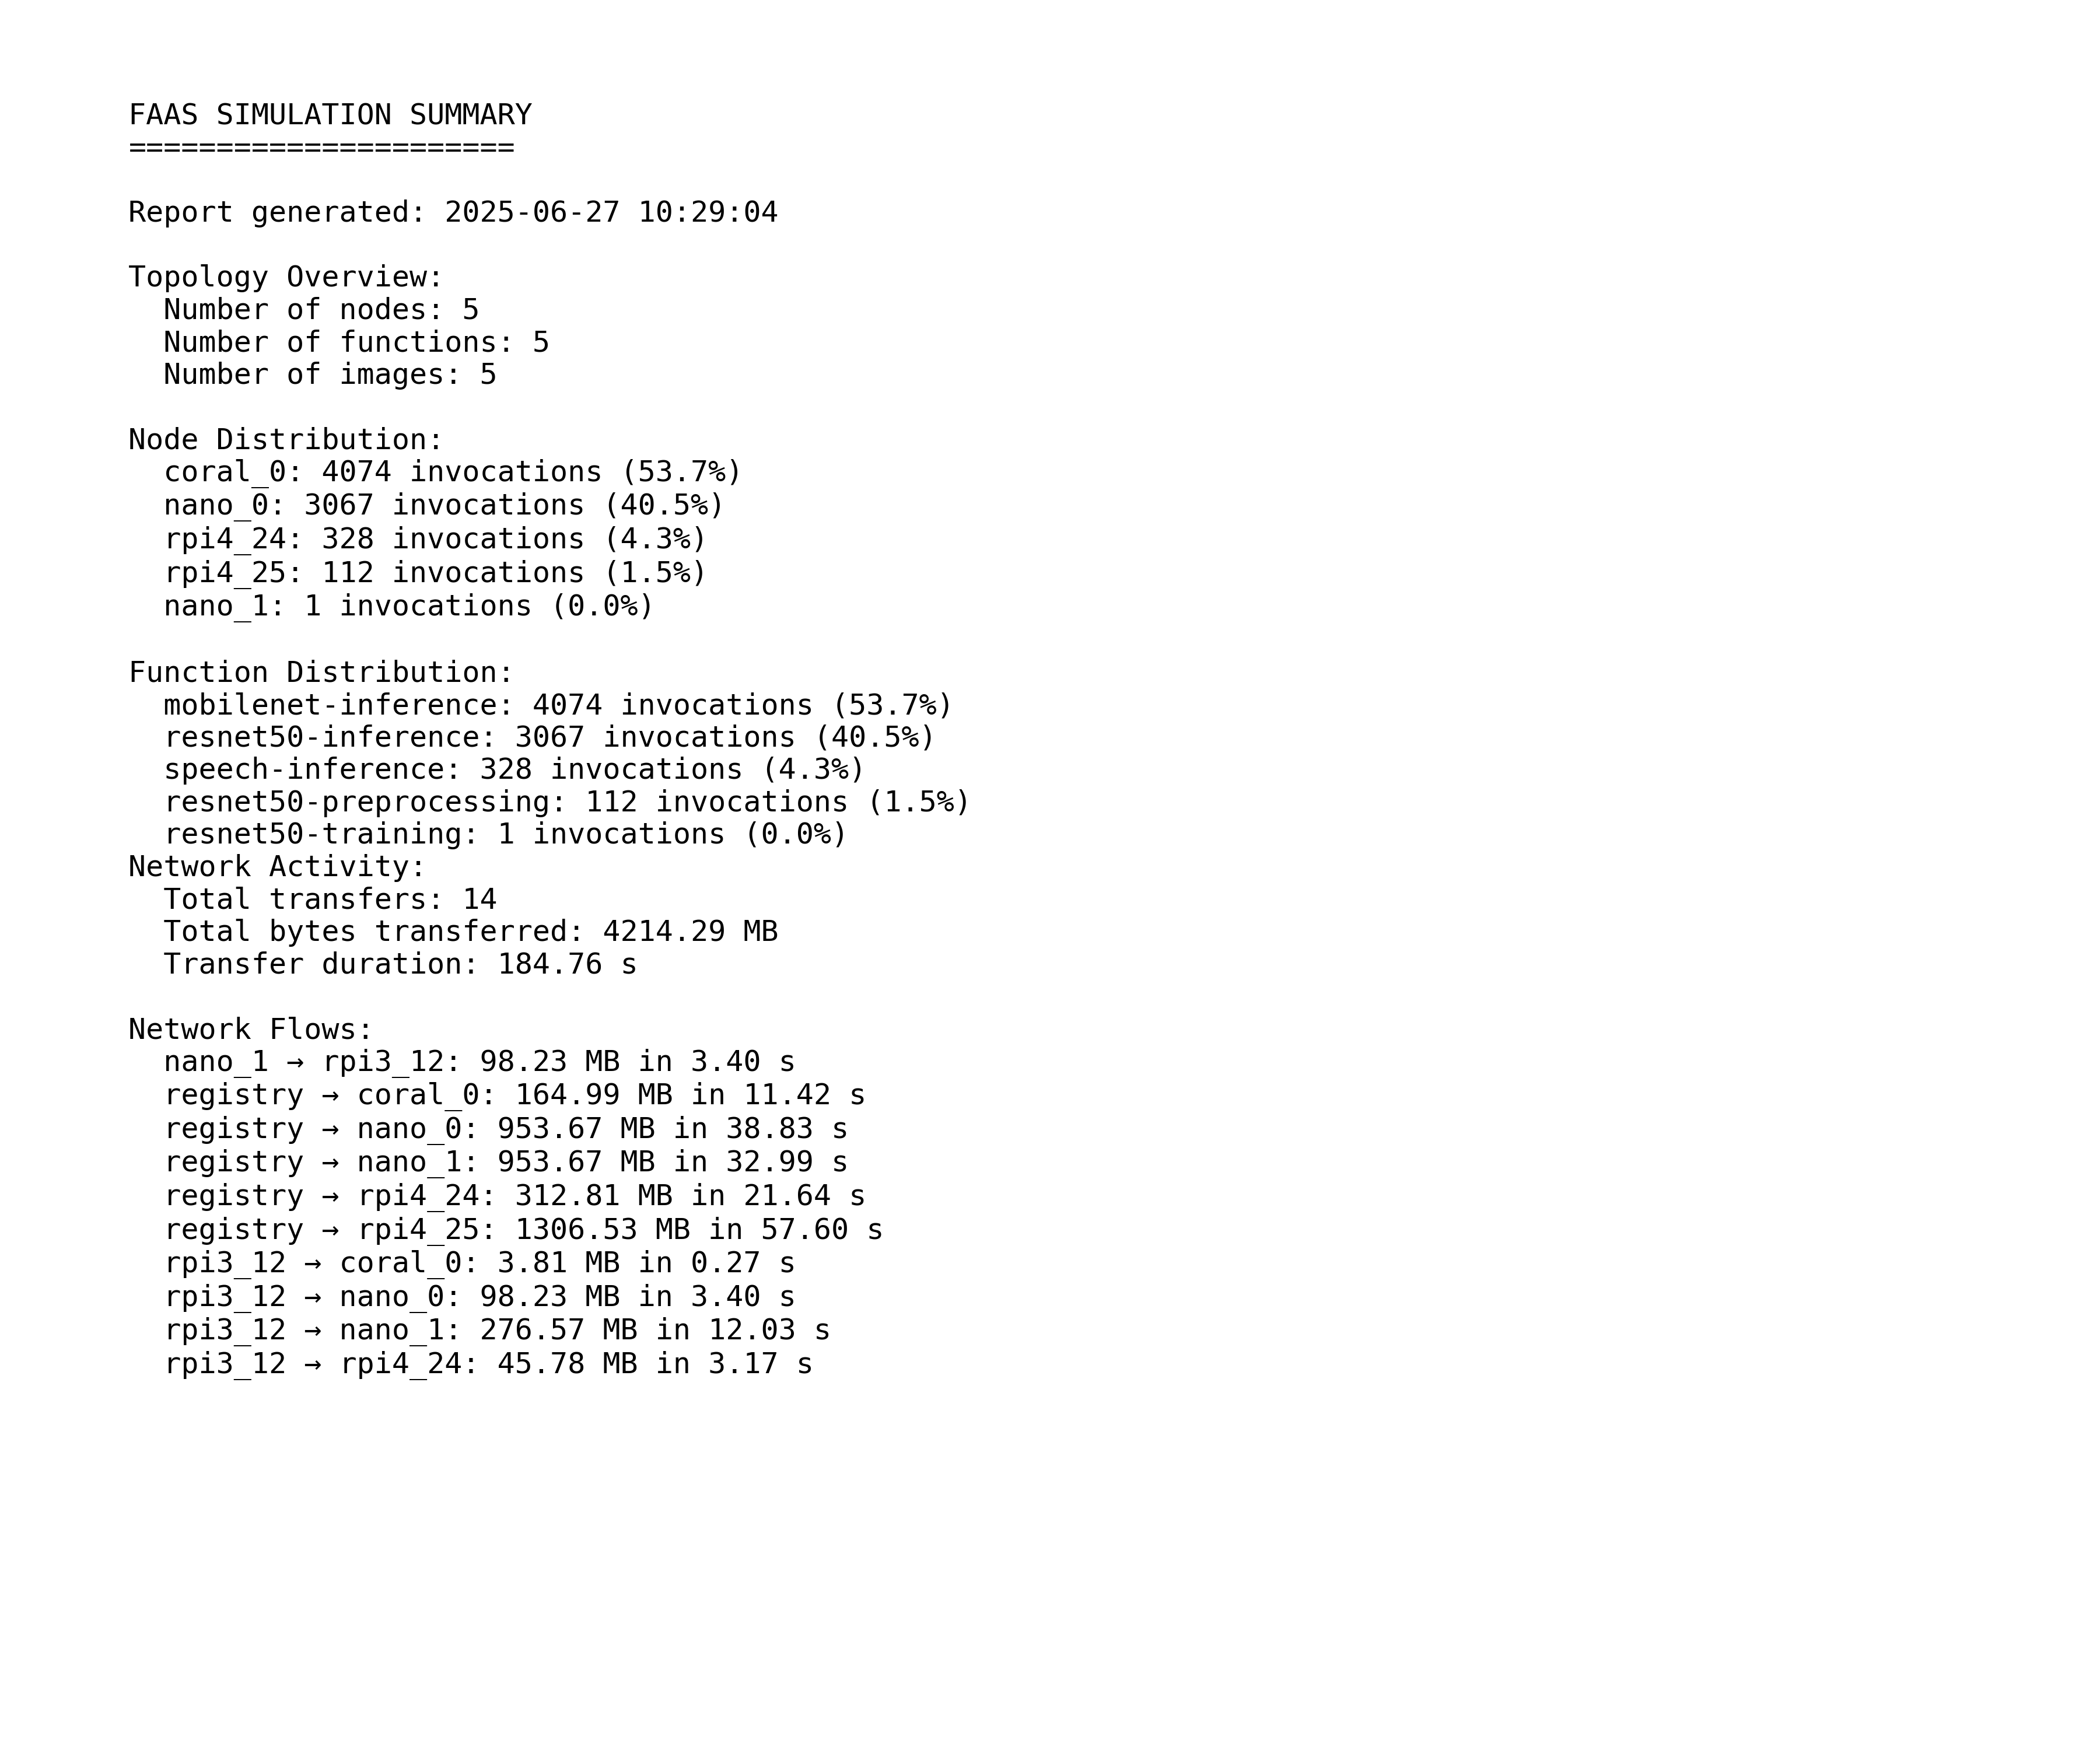 FAAS SIMULATION SUMMARY
======================
Report generated: 2025-06-27 10:29:04
Topology Overview:
  Number of nodes: 5
  Number of functions: 5
  Number of images: 5
Node Distribution:
  coral_0: 4074 invocations (53.7%)
  nano_0: 3067 invocations (40.5%)
  rpi4_24: 328 invocations (4.3%)
  rpi4_25: 112 invocations (1.5%)
  nano_1: 1 invocations (0.0%)
Function Distribution:
  mobilenet-inference: 4074 invocations (53.7%)
  resnet50-inference: 3067 invocations (40.5%)
  speech-inference: 328 invocations (4.3%)
  resnet50-preprocessing: 112 invocations (1.5%)
  resnet50-training: 1 invocations (0.0%)
Network Activity:
  Total transfers: 14
  Total bytes transferred: 4214.29 MB
  Transfer duration: 184.76 s
Network Flows:
  nano_1 → rpi3_12: 98.23 MB in 3.40 s
  registry → coral_0: 164.99 MB in 11.42 s
  registry → nano_0: 953.67 MB in 38.83 s
  registry → nano_1: 953.67 MB in 32.99 s
  registry → rpi4_24: 312.81 MB in 21.64 s
  registry → rpi4_25: 1306.53 MB in 57.60 s
  rpi3_12 → coral_0: 3.81 MB in 0.27 s
  rpi3_12 → nano_0: 98.23 MB in 3.40 s
  rpi3_12 → nano_1: 276.57 MB in 12.03 s
  rpi3_12 → rpi4_24: 45.78 MB in 3.17 s